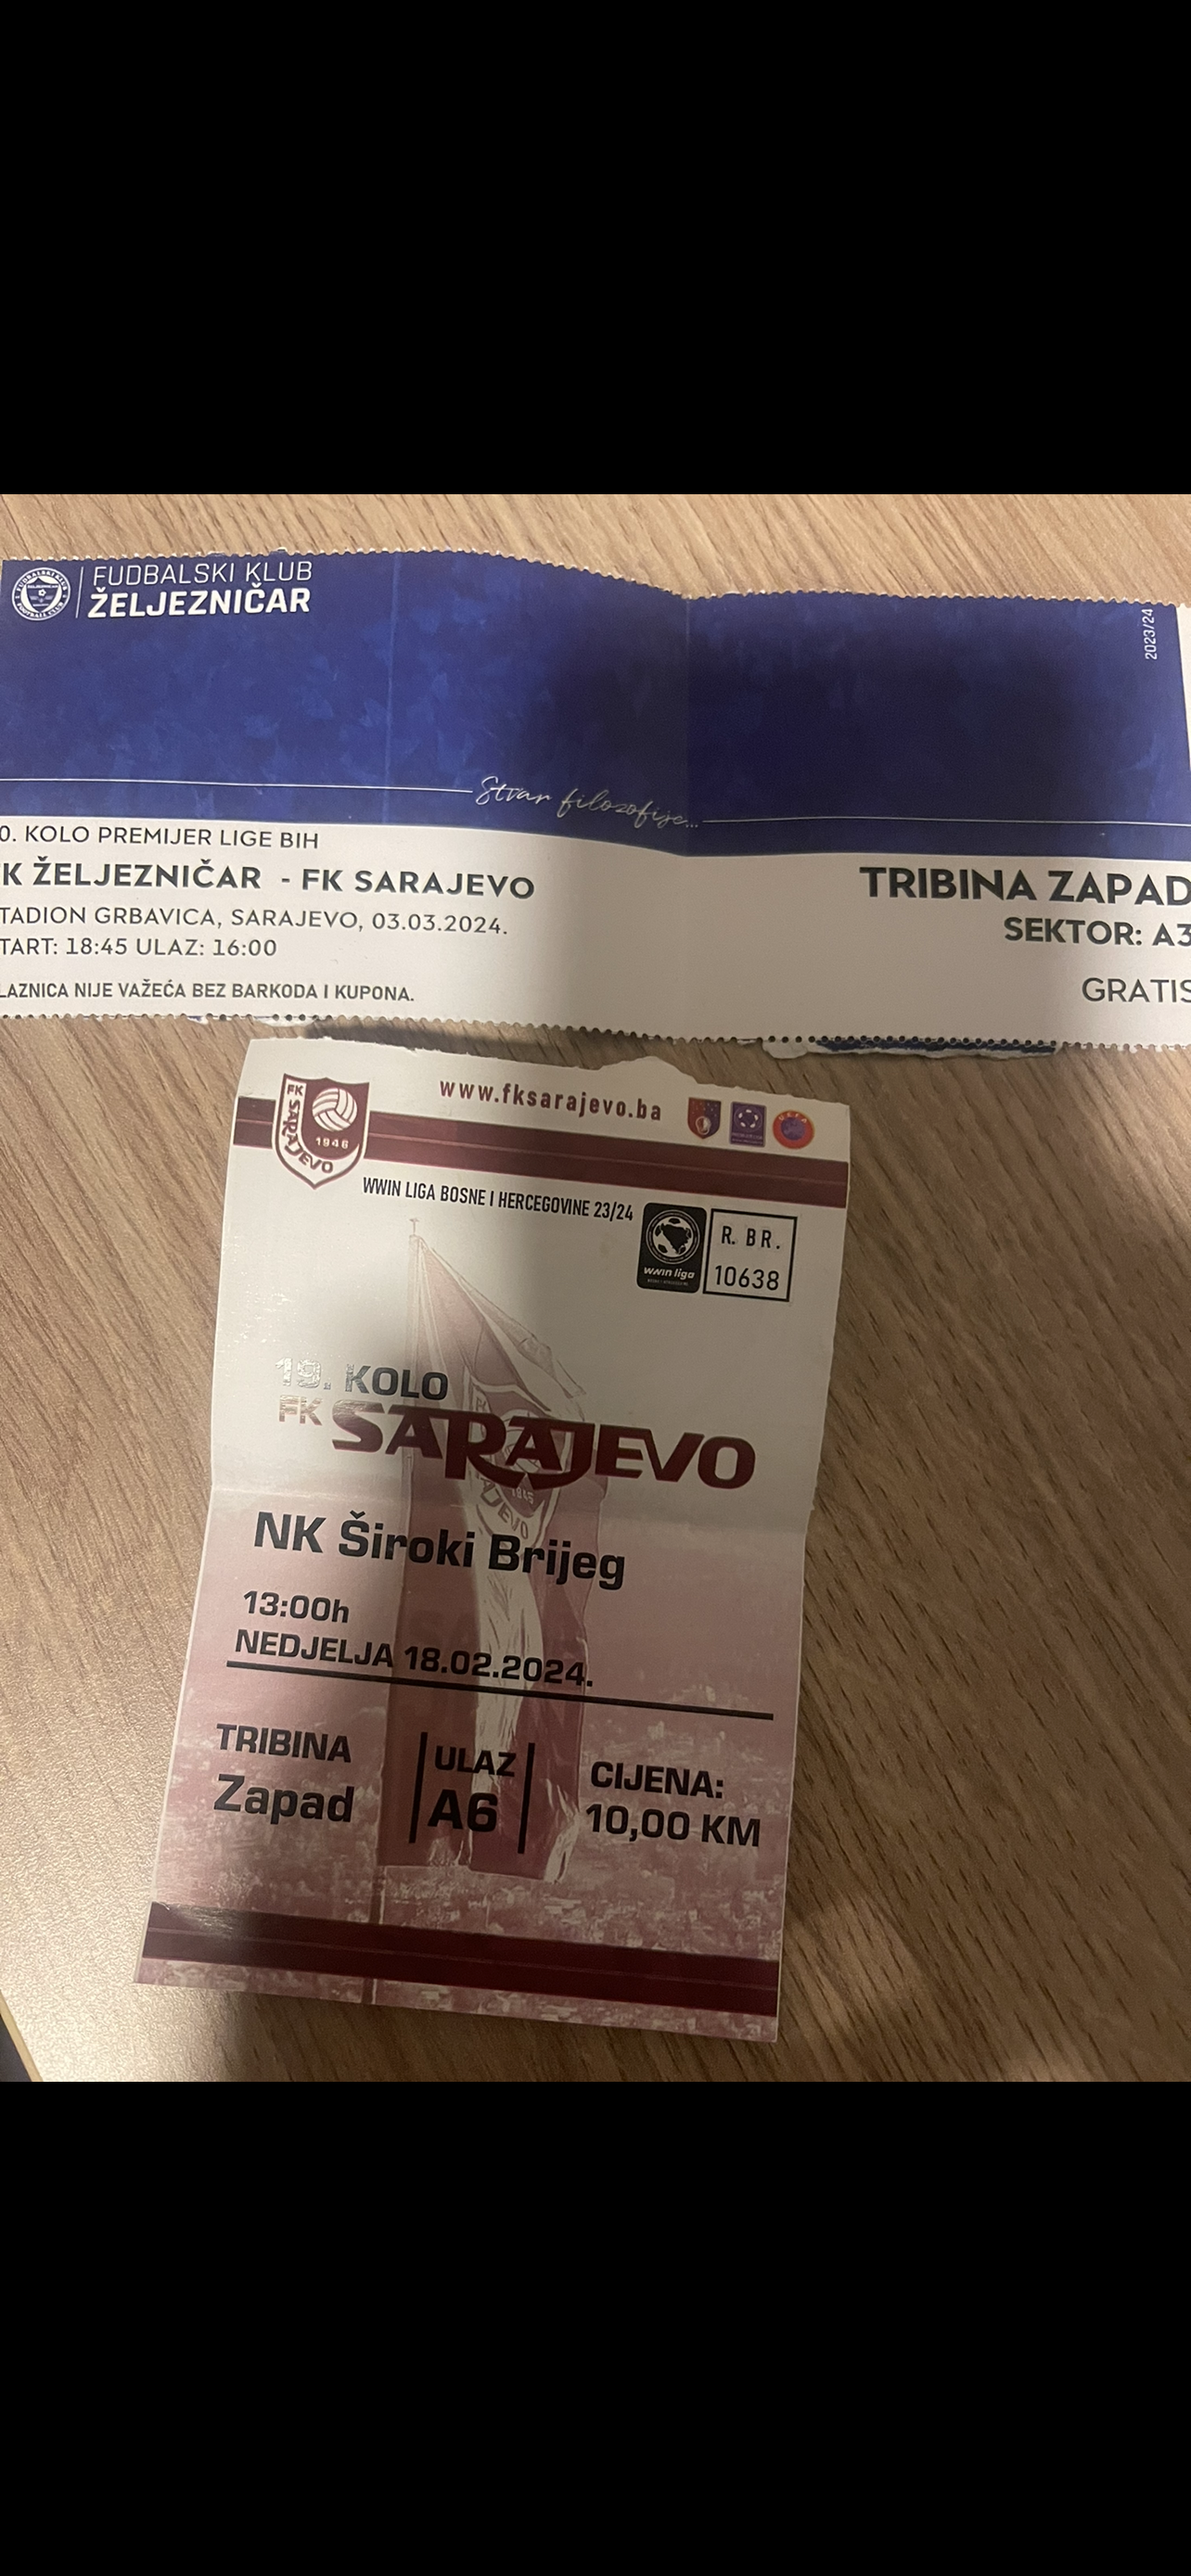 FUDBALSKI KLUB
ŽELJEZNIČAR
2023/24
Stvar filozofije...
0. KOLO PREMIJER LIGE BIH
K ŽELJEZNIČAR - FK SARAJEVO
TADION GRBAVICA, SARAJEVO, 03.03.2024.
TART: 18:45 ULAZ: 16:00
LAZNICA NIJE VAŽEĆA BEZ BARKODA I KUPONA.
TRIBINA ZAPAD
SEKTOR: A3
GRATIS
FK SARAJEVO
1946
www.fksarajevo.ba
UEFA
WWIN LIGA BOSNE I HERCEGOVINE 23/24
wwin liga
R. BR.
10638
19. KOLO
FK SARAJEVO
NK Široki Brijeg
13:00h
NEDJELJA 18.02.2024.
TRIBINA
Zapad
ULAZ
A6
CIJENA:
10,00 KM